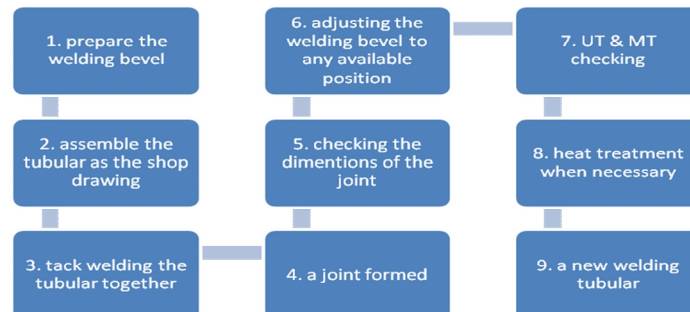 1. prepare the
welding bevel
2. assemble the
tubular as the shop
drawing
3. tack welding the
tubular together
4. a joint formed
5. checking the
dimentions of the
joint
6. adjusting the
welding bevel to
any available
position
7. UT & MT
checking
8. heat treatment
when necessary
9. a new welding
tubular